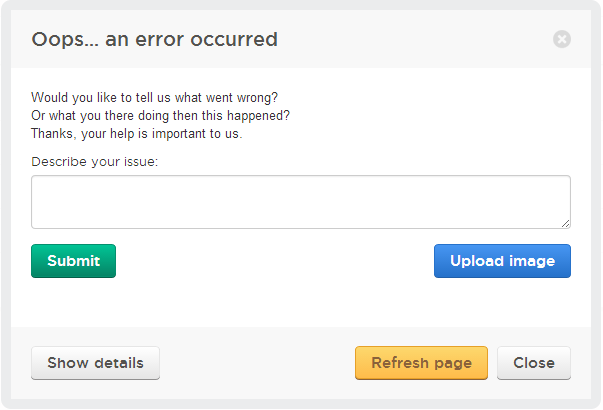 Oops... an error occurred
Would you like to tell us what went wrong?
Or what you there doing then this happened?
Thanks, your help is important to us.
Describe your issue:
Submit
Upload image
Show details
Refresh page
Close